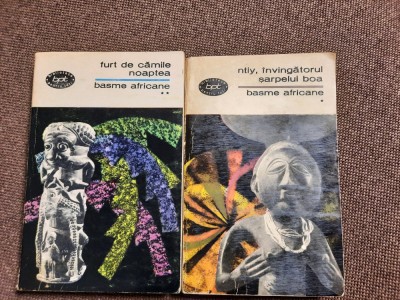 bpt
furt de cămile
noaptea
basme africane
**
bpt
ntiy, învingătorul
șarpelui boa
basme africane
*